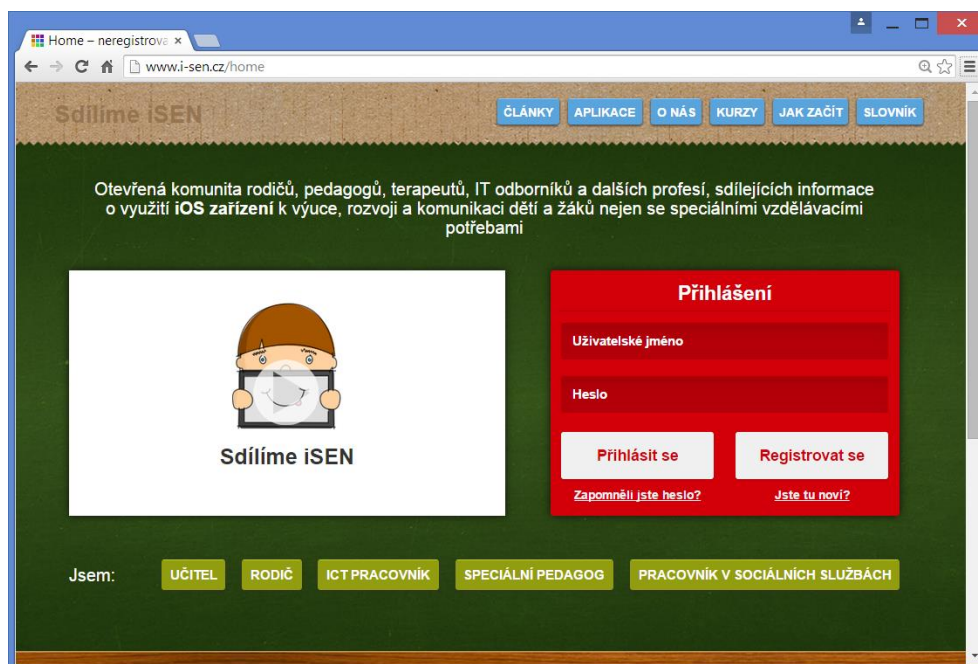 Home – neregistrova
www.i-sen.cz/home
Sdílíme iSEN
ČLÁNKY APLIKACE O NÁS KURZY JAK ZAČÍT SLOVNÍK
Otevřená komunita rodičů, pedagogů, terapeutů, IT odborníků a dalších profesí, sdílejících informace
o využití iOS zařízení k výuce, rozvoji a komunikaci dětí a žáků nejen se speciálními vzdělávacími
potřebami
Sdílíme iSEN
Přihlášení
Uživatelské jméno
Heslo
Přihlásit se Registrovat se
Zapomněli jste heslo? Jste tu noví?
Jsem: UČITEL RODIČ ICT PRACOVNÍK SPECIÁLNÍ PEDAGOG PRACOVNÍK V SOCIÁLNÍCH SLUŽBÁCH